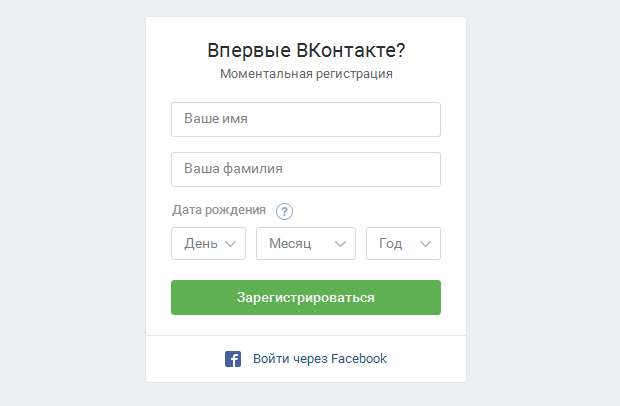 Впервые ВКонтакте?
Моментальная регистрация
Ваше имя
Ваша фамилия
Дата рождения ?
День Месяц Год
Зарегистрироваться
Войти через Facebook